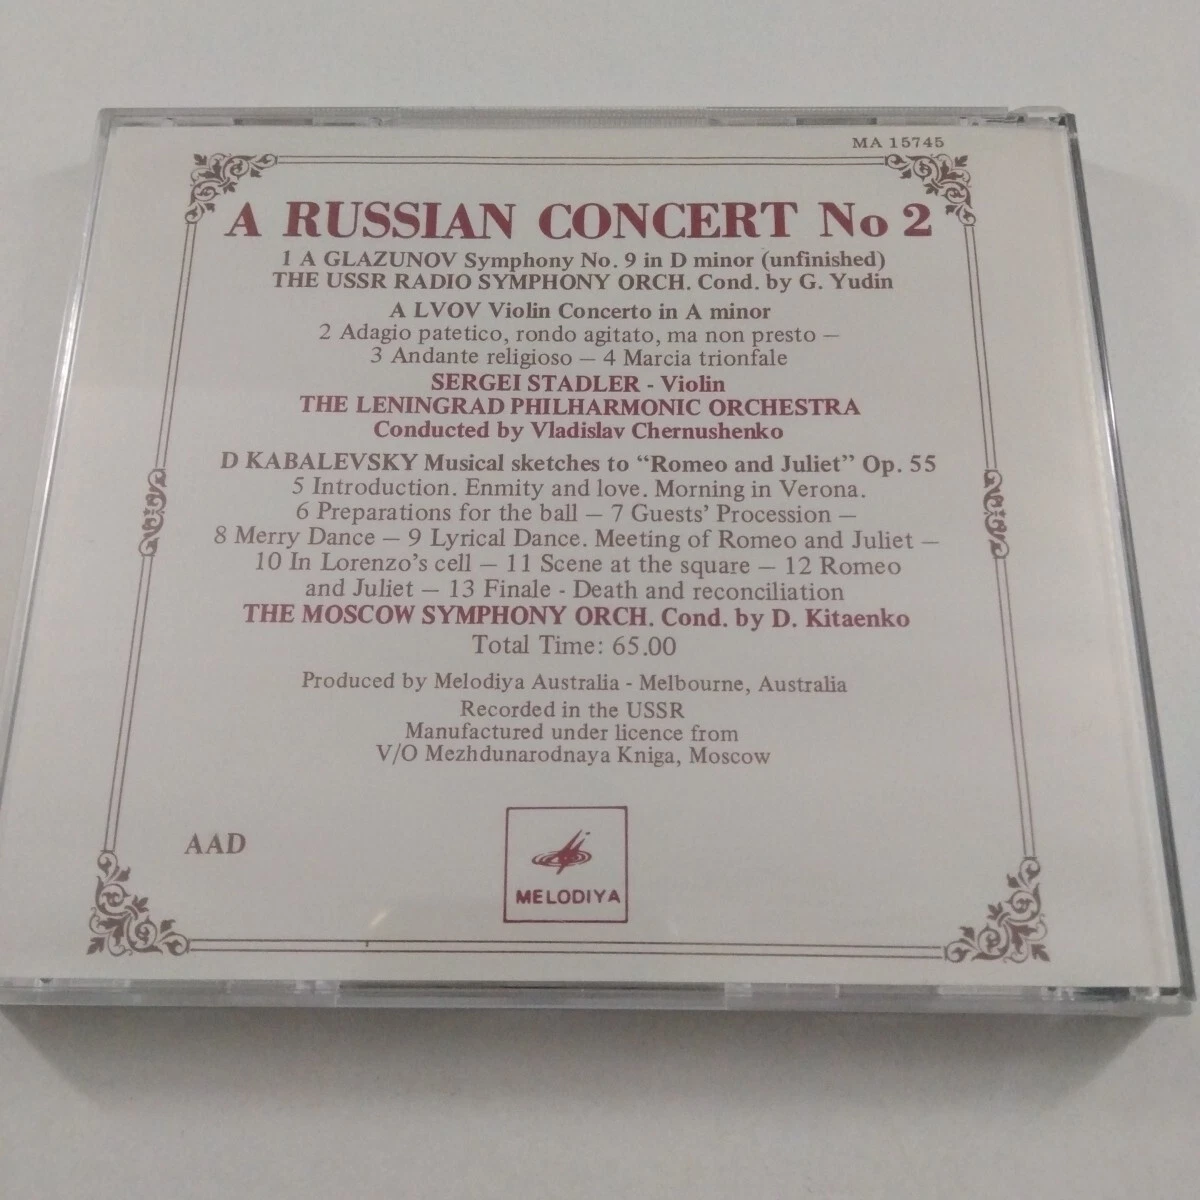 MA 15745
A RUSSIAN CONCERT No 2
1 A GLAZUNOV Symphony No. 9 in D minor (unfinished)
THE USSR RADIO SYMPHONY ORCH. Cond. by G. Yudin
A LVOV Violin Concerto in A minor
2 Adagio patetico, rondo agitato, ma non presto —
3 Andante religioso — 4 Marcia trionfale
SERGEI STADLER - Violin
THE LENINGRAD PHILHARMONIC ORCHESTRA
Conducted by Vladislav Chernushenko
D KABALEVSKY Musical sketches to “Romeo and Juliet” Op. 55
5 Introduction. Enmity and love. Morning in Verona.
6 Preparations for the ball — 7 Guests’ Procession —
8 Merry Dance — 9 Lyrical Dance. Meeting of Romeo and Juliet —
10 In Lorenzo’s cell — 11 Scene at the square — 12 Romeo
and Juliet — 13 Finale - Death and reconciliation
THE MOSCOW SYMPHONY ORCH. Cond. by D. Kitaenko
Total Time: 65.00
Produced by Melodiya Australia - Melbourne, Australia
Recorded in the USSR
Manufactured under licence from
V/O Mezhdunarodnaya Kniga, Moscow
AAD
MELODIYA